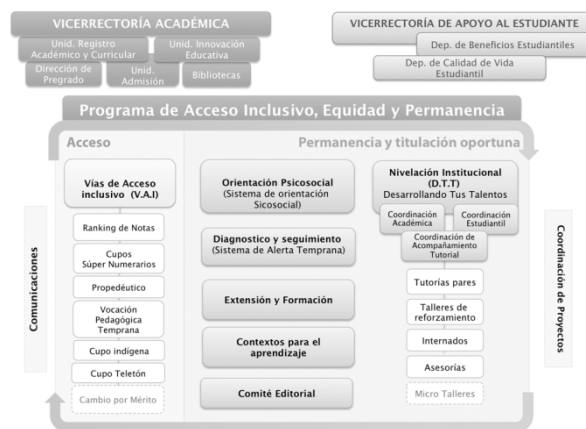 VICERRECTORÍA ACADÉMICA
Unid. Registro
Académico y Curricular
Unid. Innovación
Educativa
Dirección de
Pregrado
Unid.
Admisión
Bibliotecas
VICERRECTORÍA DE APOYO AL ESTUDIANTE
Dep. de Beneficios Estudiantiles
Dep. de Calidad de Vida
Estudiantil
Programa de Acceso Inclusivo, Equidad y Permanencia
Acceso
Permanencia y titulación oportuna
Comunicaciones
Vías de Acceso
inclusivo (V.A.I)
Ranking de Notas
Cupos
Súper Numerarios
Propedéutico
Vocación
Pedagógica
Temprana
Cupo indígena
Cupo Teletón
Cambio por Mérito
Orientación Psicosocial
(Sistema de orientación
Sicosocial)
Diagnostico y seguimiento
(Sistema de Alerta Temprana)
Extensión y Formación
Contextos para el
aprendizaje
Comité Editorial
Nivelación Institucional
(D.T.T)
Desarrollando Tus Talentos
Coordinación
Académica
Coordinación
Estudiantil
Coordinación de
Acompañamiento
Tutorial
Tutorías pares
Talleres de
reforzamiento
Internados
Asesorías
Micro Talleres
Coordinación de Proyectos